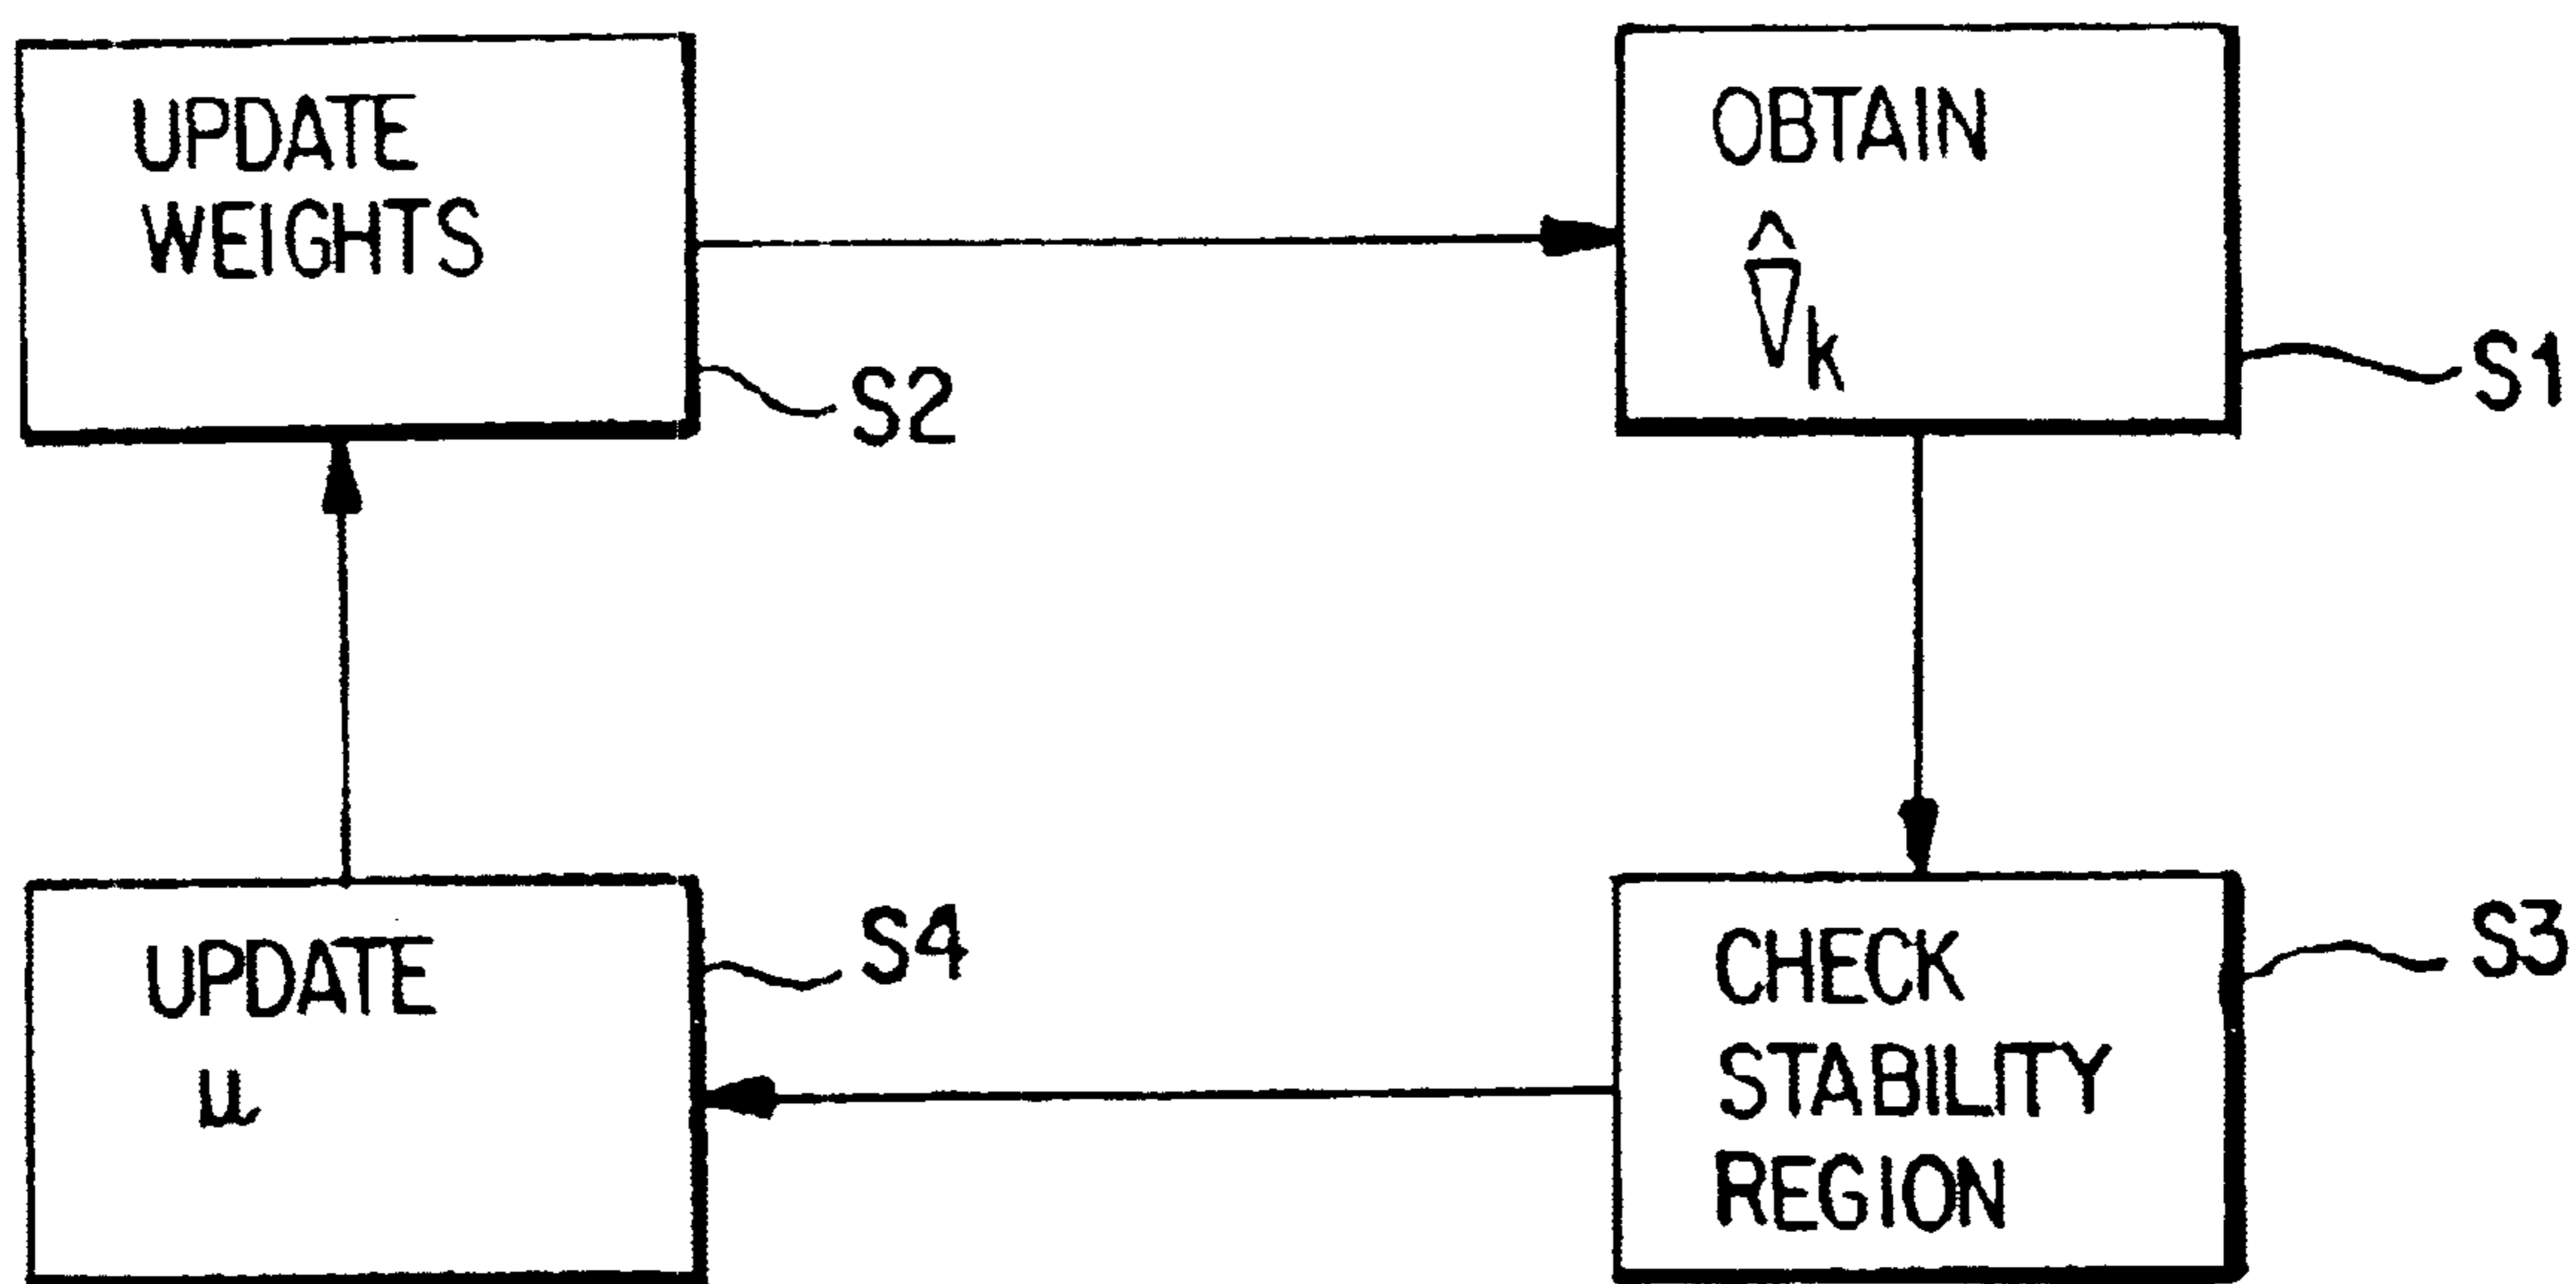 UPDATE
WEIGHTS
S2
OBTAIN
∇̂k
S1
UPDATE
u
S4
CHECK
STABILITY
REGION
S3